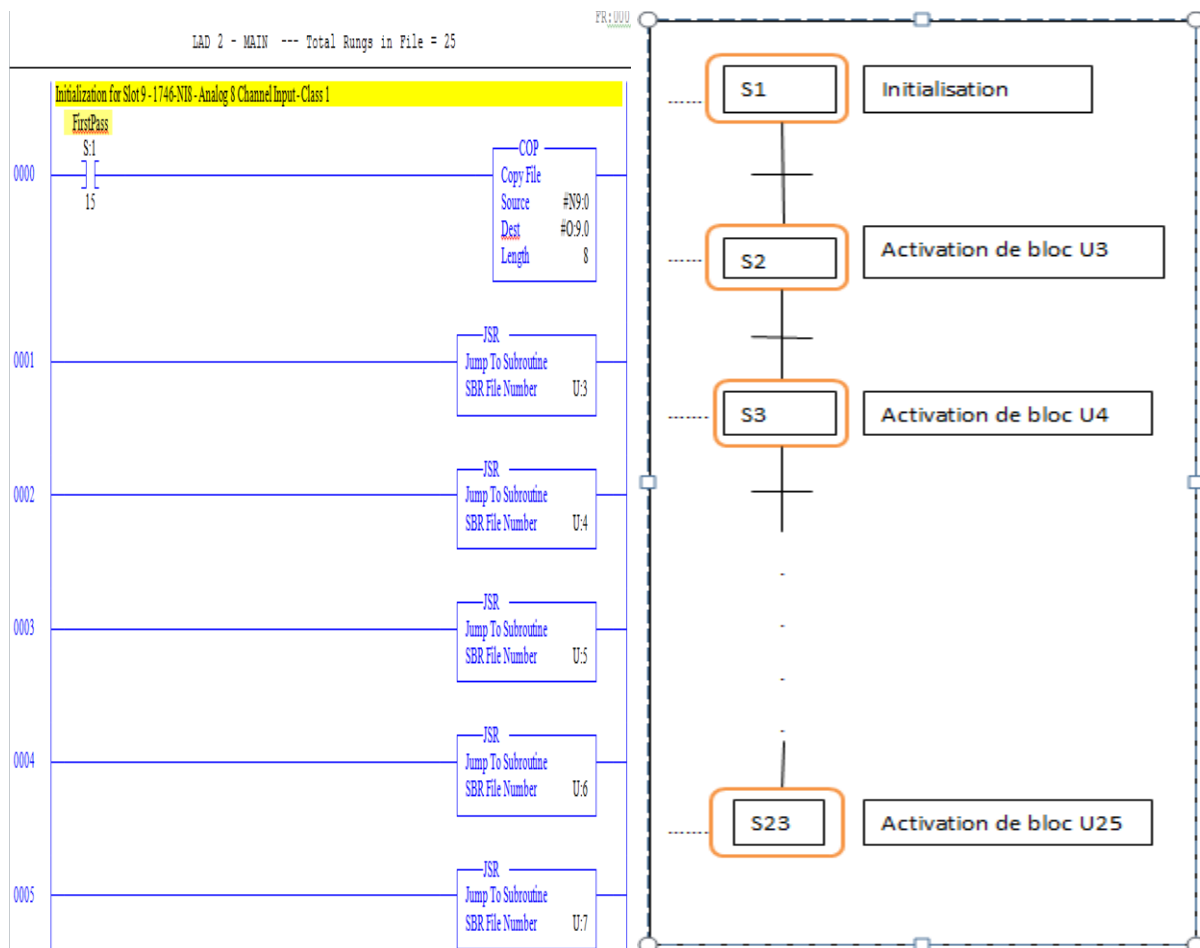 FR:000
LAD 2 - MAIN --- Total Rungs in File = 25
Initialization for Slot 9 - 1746-NI8 - Analog 8 Channel Input - Class 1
FirstPass
S:1
0000
15
COP
Copy File
Source #N9:0
Dest #O:9.0
Length 8
0001
JSR
Jump To Subroutine
SBR File Number U:3
0002
JSR
Jump To Subroutine
SBR File Number U:4
0003
JSR
Jump To Subroutine
SBR File Number U:5
0004
JSR
Jump To Subroutine
SBR File Number U:6
0005
JSR
Jump To Subroutine
SBR File Number U:7
S1 Initialisation
S2 Activation de bloc U3
S3 Activation de bloc U4
S23 Activation de bloc U25